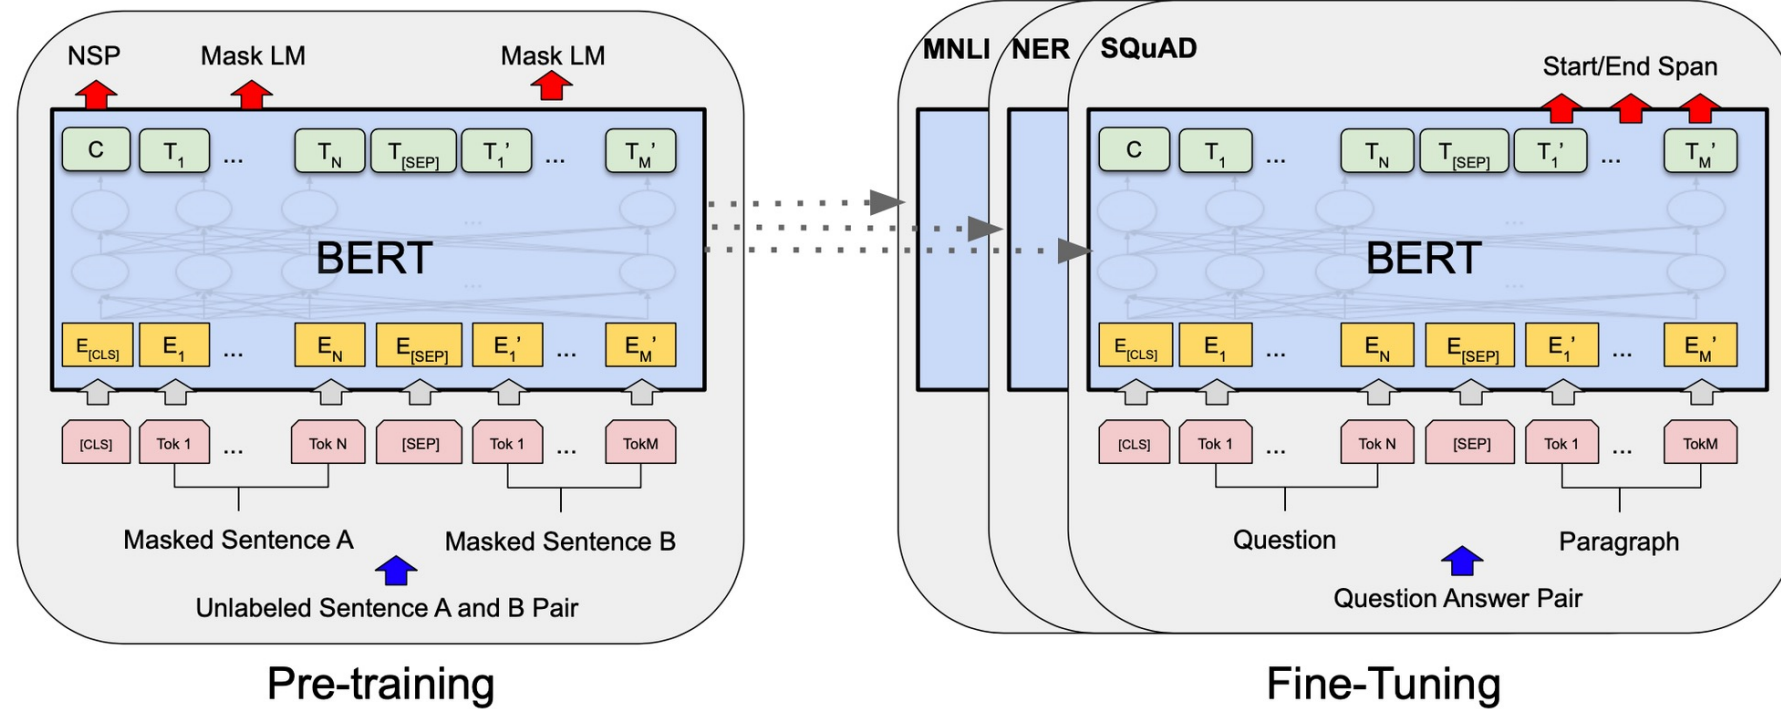 NSP Mask LM Mask LM
C T1 ... TN T[SEP] T1’ ... TM’
...
BERT
...
E[CLS] E1 ... EN E[SEP] E1’ ... EM’
[CLS] Tok 1 ... Tok N [SEP] Tok 1 ... TokM
Masked Sentence A Masked Sentence B
Unlabeled Sentence A and B Pair
Pre-training
MNLI NER SQuAD
Start/End Span
C T1 ... TN T[SEP] T1’ ... TM’
...
BERT
...
E[CLS] E1 ... EN E[SEP] E1’ ... EM’
[CLS] Tok 1 ... Tok N [SEP] Tok 1 ... TokM
Question Paragraph
Question Answer Pair
Fine-Tuning